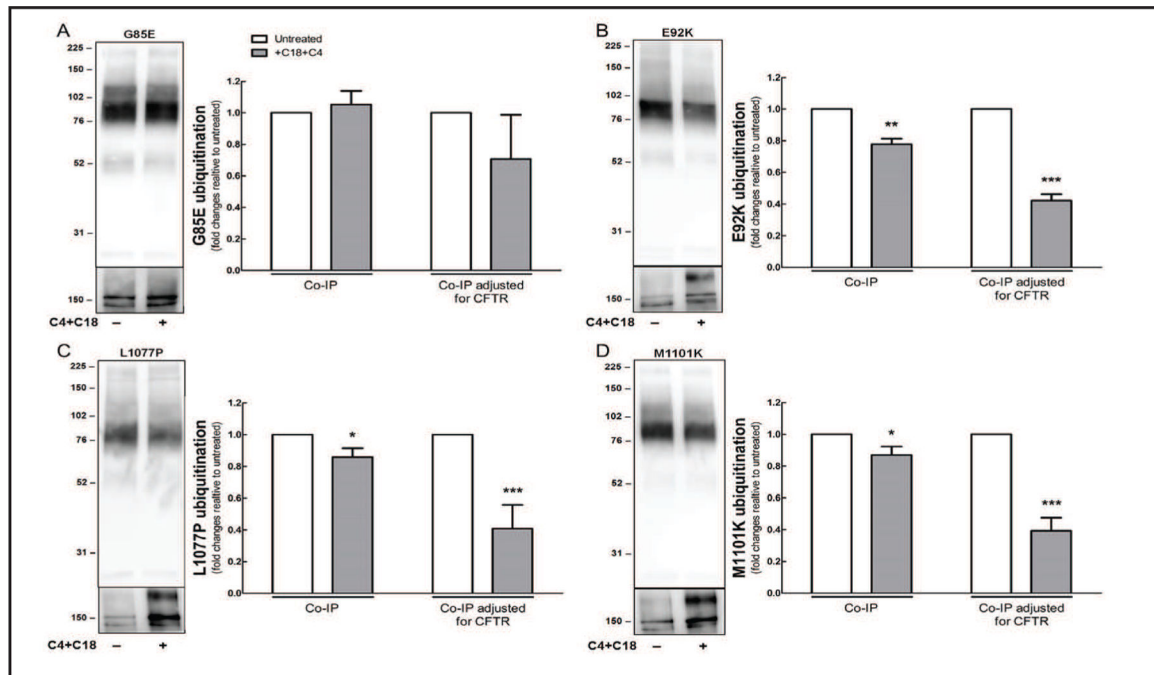 A
G85E
225 –
150 –
102 –
76 –
52 –
31 –
150 –
C4+C18 – +
Untreated
+C18+C4
G85E ubiquitination
(fold changes realtive to untreated)
1.2
1.0
0.8
0.6
0.4
0.2
0.0
Co-IP
Co-IP adjusted
for CFTR
B
E92K
225 –
150 –
102 –
76 –
52 –
31 –
150 –
C4+C18 – +
E92K ubiquitination
(fold changes realtive to untreated)
1.2
1.0
0.8
0.6
0.4
0.2
0.0
**
***
Co-IP
Co-IP adjusted
for CFTR
C
L1077P
225 –
150 –
102 –
76 –
52 –
31 –
150 –
C4+C18 – +
L1077P ubiquitination
(fold changes realtive to untreated)
1.2
1.0
0.8
0.6
0.4
0.2
0.0
*
***
Co-IP
Co-IP adjusted
for CFTR
D
M1101K
225 –
150 –
102 –
76 –
52 –
31 –
150 –
C4+C18 – +
M1101K ubiquitination
(fold changes realtive to untreated)
1.2
1.0
0.8
0.6
0.4
0.2
0.0
*
***
Co-IP
Co-IP adjusted
for CFTR